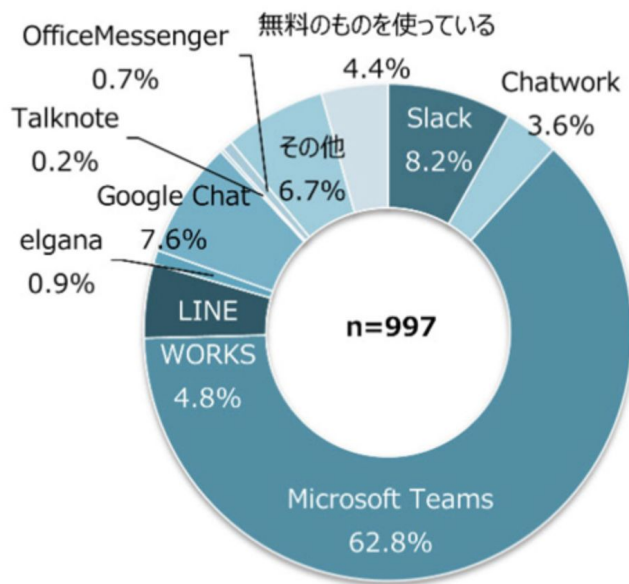 無料のものを使っている
4.4%
OfficeMessenger
0.7%
Talknote
0.2%
その他
6.7%
Google Chat
7.6%
elgana
0.9%
LINE
WORKS
4.8%
Slack
8.2%
Chatwork
3.6%
n=997
Microsoft Teams
62.8%